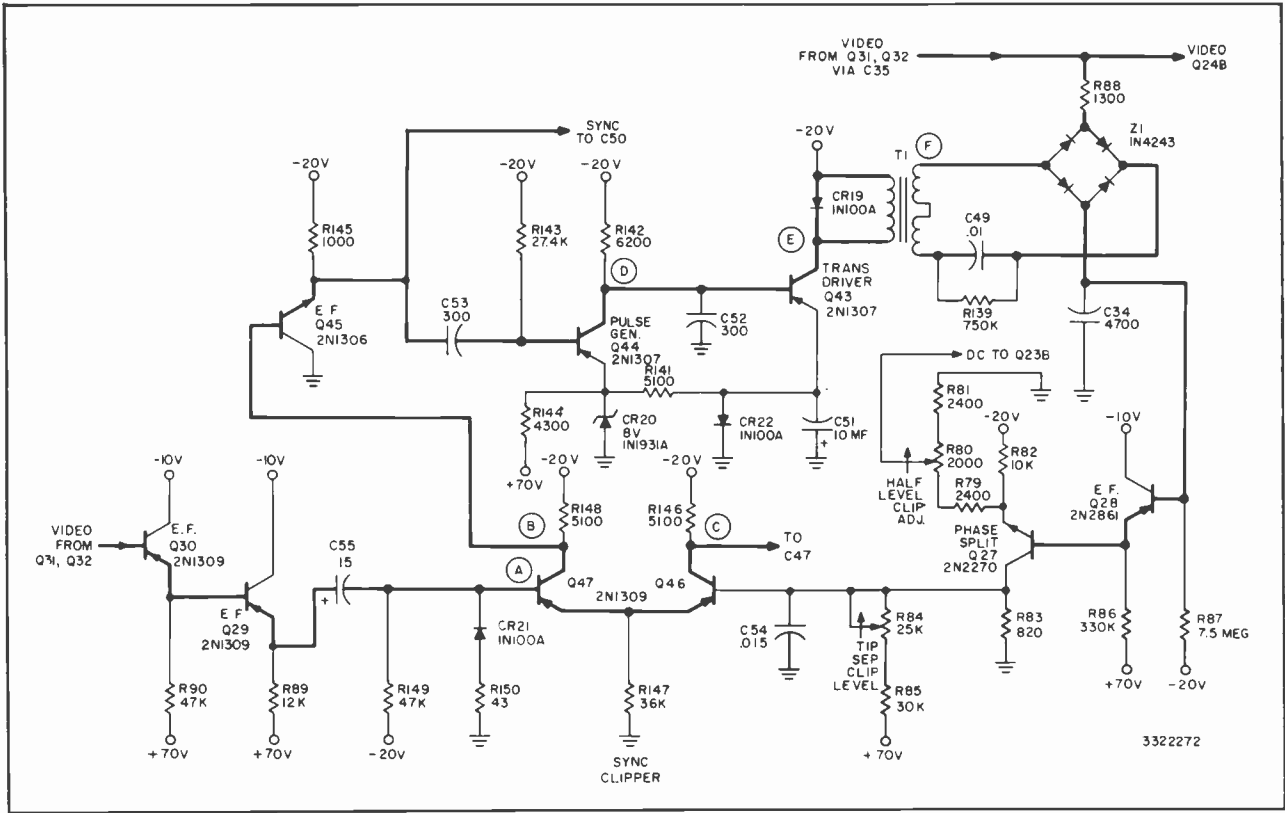 VIDEO
FROM Q31, Q32
VIA C35
VIDEO
Q24B
R88
1300
Z1
IN4243
SYNC
TO C50
-20V
T1
F
-20V
-20V
-20V
CR19
IN100A
C49
.01
R145
1000
R143
27.4K
R142
6200
E
D
TRANS
DRIVER
Q43
2N1307
R139
750K
C34
4700
E F
Q45
2N1306
C53
300
PULSE
GEN.
Q44
2N1307
C52
300
DC TO Q23B
R141
5100
R81
2400
-20V
-10V
R144
4300
CR20
8V
IN1931A
CR22
IN100A
C51
10 MF
+
R80
2000
R82
10K
+70V
-20V
-20V
HALF
LEVEL
CLIP
ADJ.
R79
2400
E F.
Q28
2N2861
-10V
-10V
R148
5100
R146
5100
PHASE
SPLIT
Q27
2N2270
B
C
TO
C47
VIDEO
FROM
Q31, Q32
E.F.
Q30
2N1309
C55
15
+
A
Q47
Q46
2N1309
E F
Q29
2N1309
CR21
IN100A
C54
.015
R84
25K
R83
820
R86
330K
R87
7.5 MEG
TIP
SEP
CLIP
LEVEL
R90
47K
R89
12K
R149
47K
R150
43
R147
36K
R85
30K
+70V
-20V
+70V
+70V
-20V
+70V
SYNC
CLIPPER
3322272